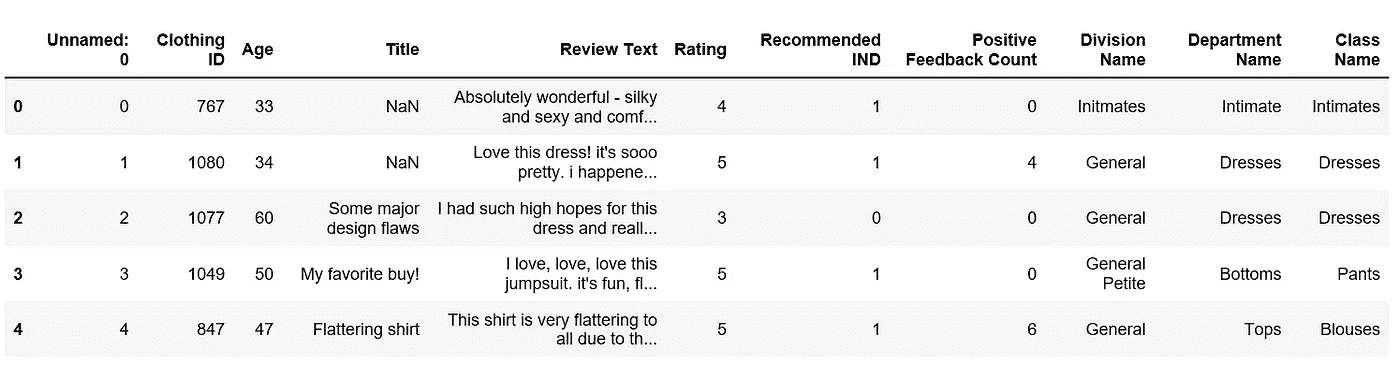 Unnamed: 0 Clothing ID Age Title Review Text Rating Recommended IND Positive Feedback Count Division Name Department Name Class Name
0 0 767 33 NaN Absolutely wonderful - silky and sexy and comf... 4 1 0 Initmates Intimate Intimates
1 1 1080 34 NaN Love this dress! it's sooo pretty. i happene... 5 1 4 General Dresses Dresses
2 2 1077 60 Some major design flaws I had such high hopes for this dress and reall... 3 0 0 General Dresses Dresses
3 3 1049 50 My favorite buy! I love, love, love this jumpsuit. it's fun, fl... 5 1 0 General Petite Bottoms Pants
4 4 847 47 Flattering shirt This shirt is very flattering to all due to th... 5 1 6 General Tops Blouses